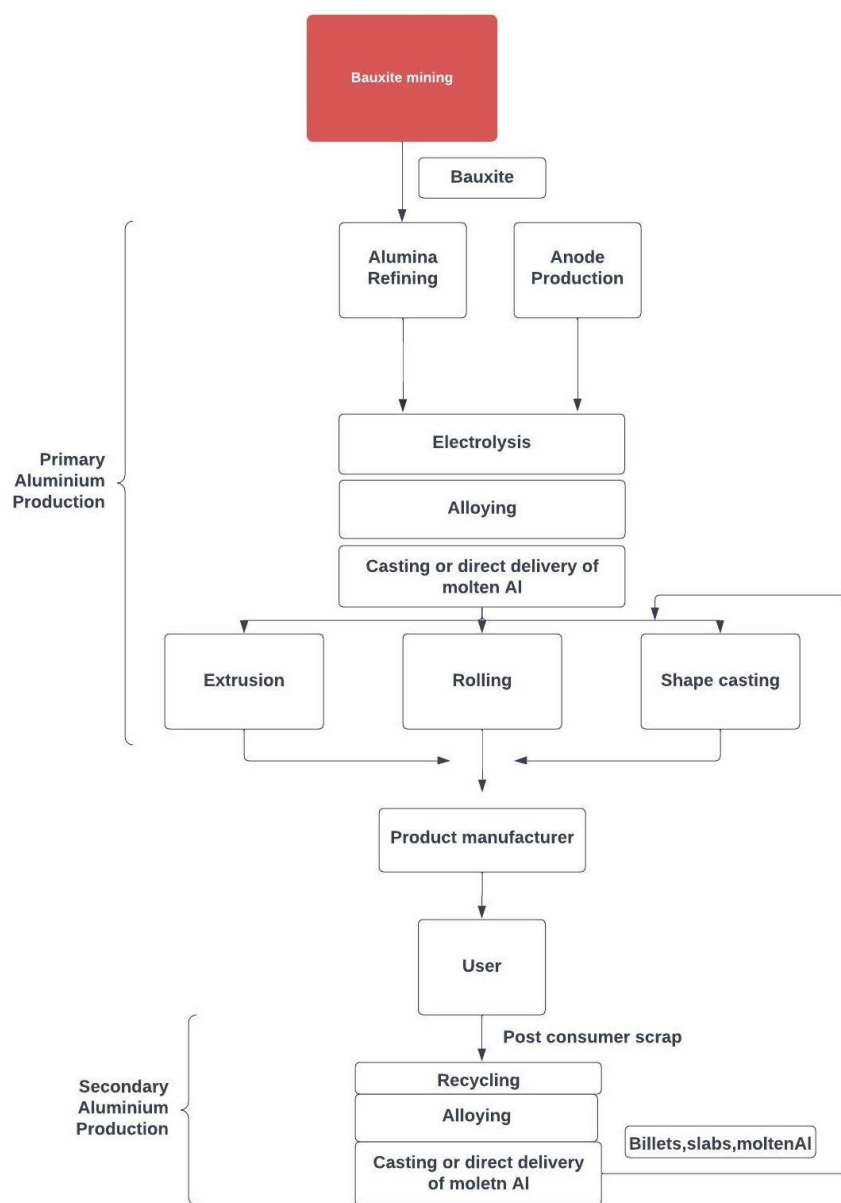 Bauxite mining
Bauxite
Alumina
Refining
Anode
Production
Primary
Aluminium
Production
Electrolysis
Alloying
Casting or direct delivery of
molten Al
Extrusion
Rolling
Shape casting
Product manufacturer
User
Post consumer scrap
Secondary
Aluminium
Production
Recycling
Alloying
Casting or direct delivery
of moletn Al
Billets,slabs,moltenAl